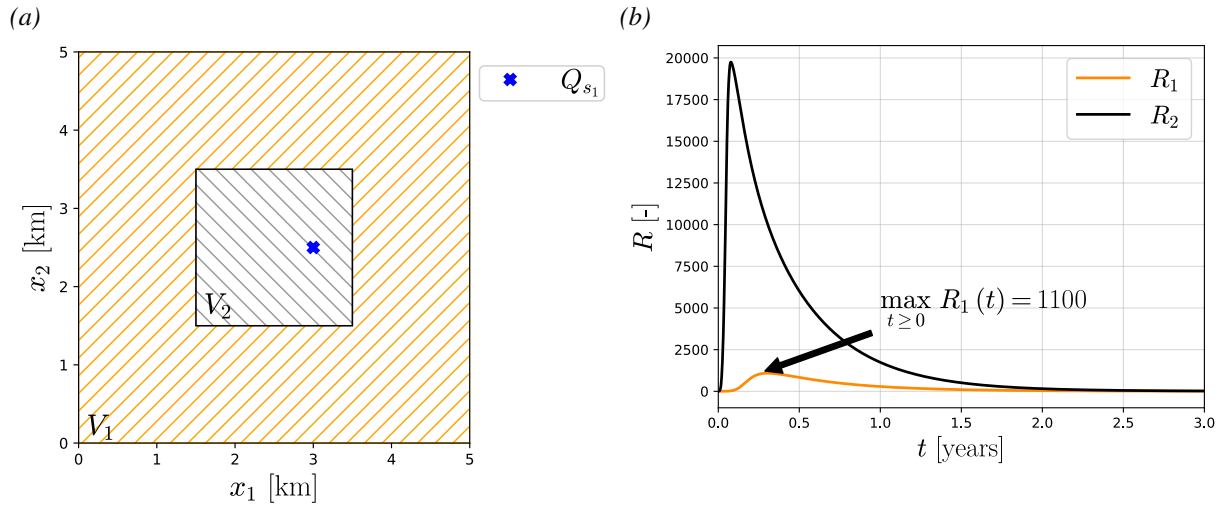 (a)
5
4
3
2
1
0
0 1 2 3 4 5
x₂ [km]
x₁ [km]
V₁
V₂
Q_{s₁}
(b)
20000
17500
15000
12500
10000
7500
5000
2500
0
0.0 0.5 1.0 1.5 2.0 2.5 3.0
R [-]
t [years]
R₁
R₂
max R₁ (t) = 1100
t ≥ 0